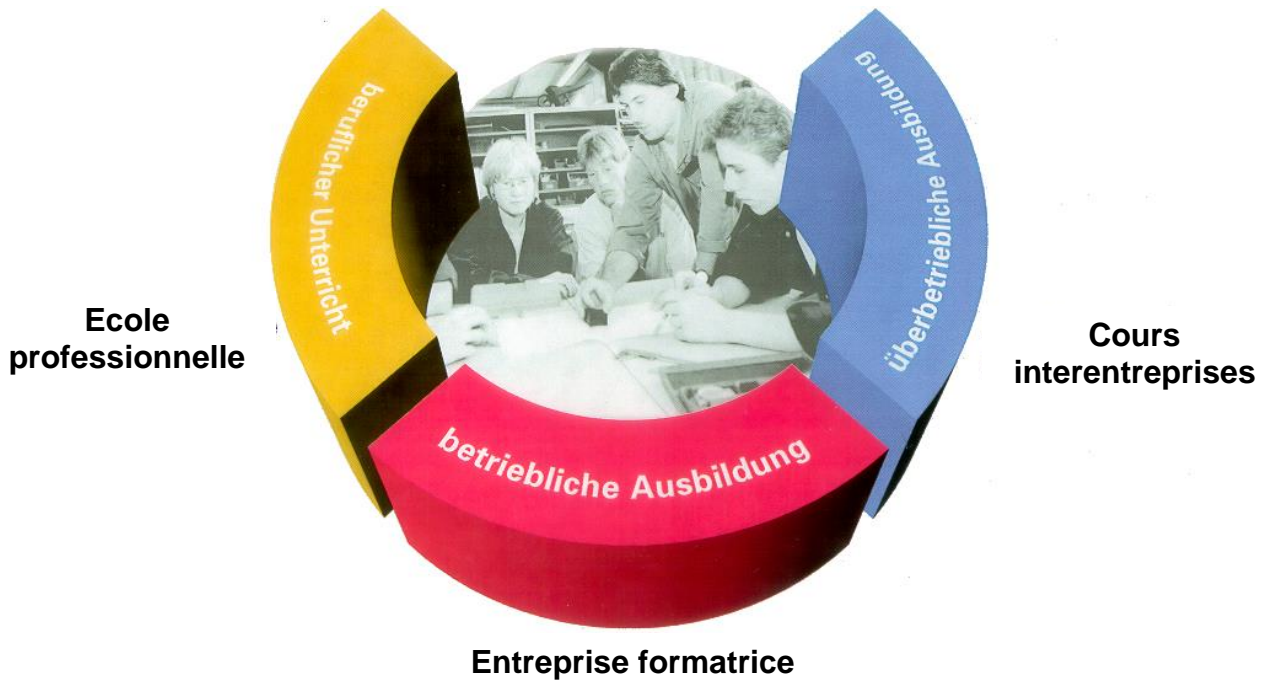 beruflicher Unterricht
überbetriebliche Ausbildung
Ecole
professionnelle
Cours
interentreprises
betriebliche Ausbildung
Entreprise formatrice